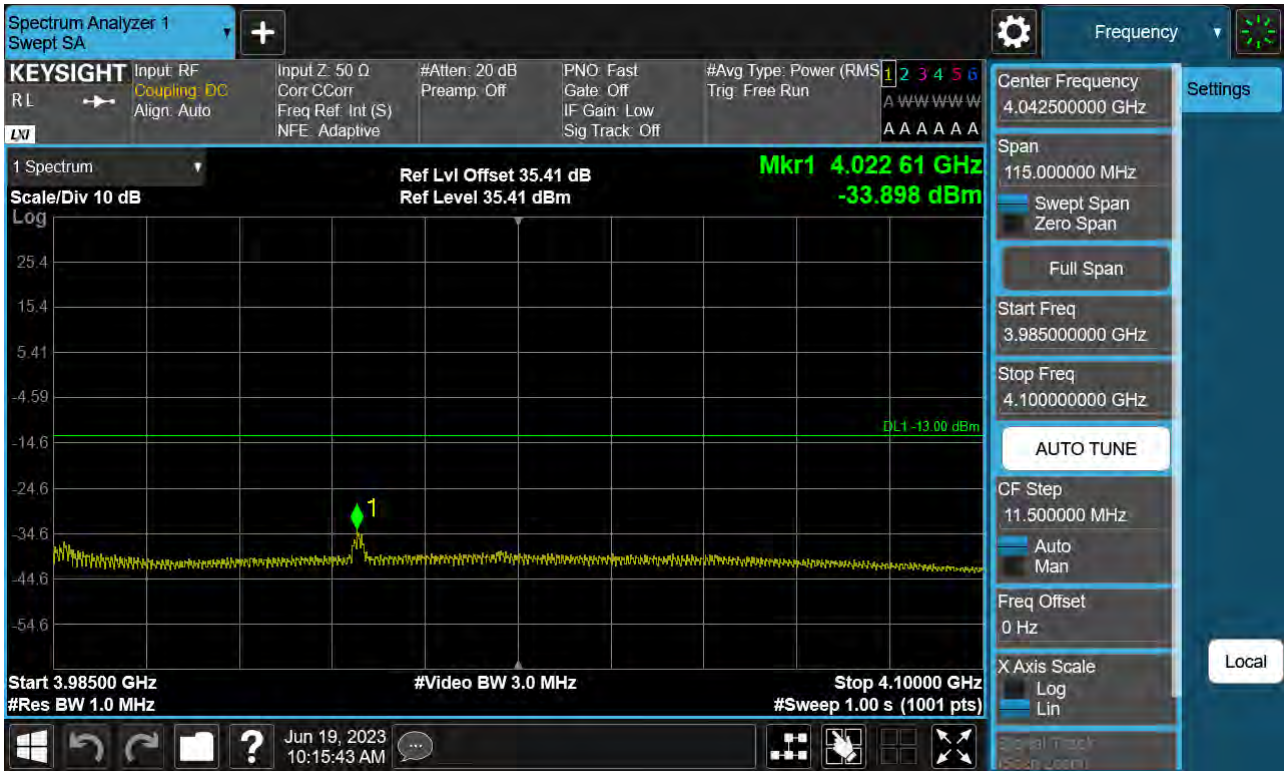 Spectrum Analyzer 1
Swept SA
+
Frequency
KEYSIGHT
RL
LXI
Input: RF
Coupling: DC
Align: Auto
Input Z: 50 Ω
Corr CCorr
Freq Ref: Int (S)
NFE: Adaptive
#Atten: 20 dB
Preamp: Off
PNO: Fast
Gate: Off
IF Gain: Low
Sig Track: Off
#Avg Type: Power (RMS
Trig: Free Run
1 2 3 4 5 6
A W W W W W
A A A A A A
1 Spectrum
Scale/Div 10 dB
Log
Ref Lvl Offset 35.41 dB
Ref Level 35.41 dBm
Mkr1 4.022 61 GHz
-33.898 dBm
25.4
15.4
5.41
-4.59
-14.6
-24.6
-34.6
-44.6
-54.6
DL1 -13.00 dBm
1
Start 3.98500 GHz
#Res BW 1.0 MHz
#Video BW 3.0 MHz
Stop 4.10000 GHz
#Sweep 1.00 s (1001 pts)
Center Frequency
4.042500000 GHz
Span
115.000000 MHz
Swept Span
Zero Span
Full Span
Start Freq
3.985000000 GHz
Stop Freq
4.100000000 GHz
AUTO TUNE
CF Step
11.500000 MHz
Auto
Man
Freq Offset
0 Hz
X Axis Scale
Log
Lin
Signal Track
(Span Zoom)
Settings
Local
?
Jun 19, 2023
10:15:43 AM